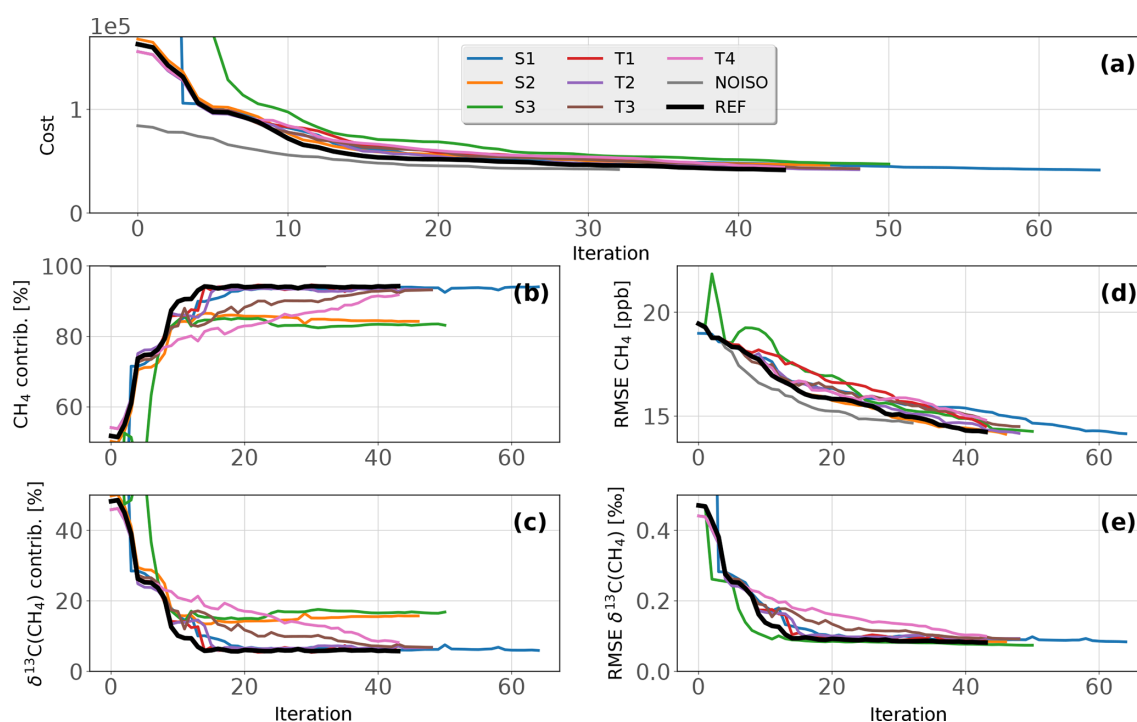 1e5
(a)
S1 T1 T4
S2 T2 NOISO
S3 T3 REF
Cost
1
0
0 10 20 30 40 50 60
Iteration
(b)
CH₄ contrib. [%]
100
80
60
0 20 40 60
(d)
RMSE CH₄ [ppb]
20
15
0 20 40 60
(c)
δ¹³C(CH₄) contrib. [%]
40
20
0
0 20 40 60
Iteration
(e)
RMSE δ¹³C(CH₄) [‰]
0.4
0.2
0.0
0 20 40 60
Iteration